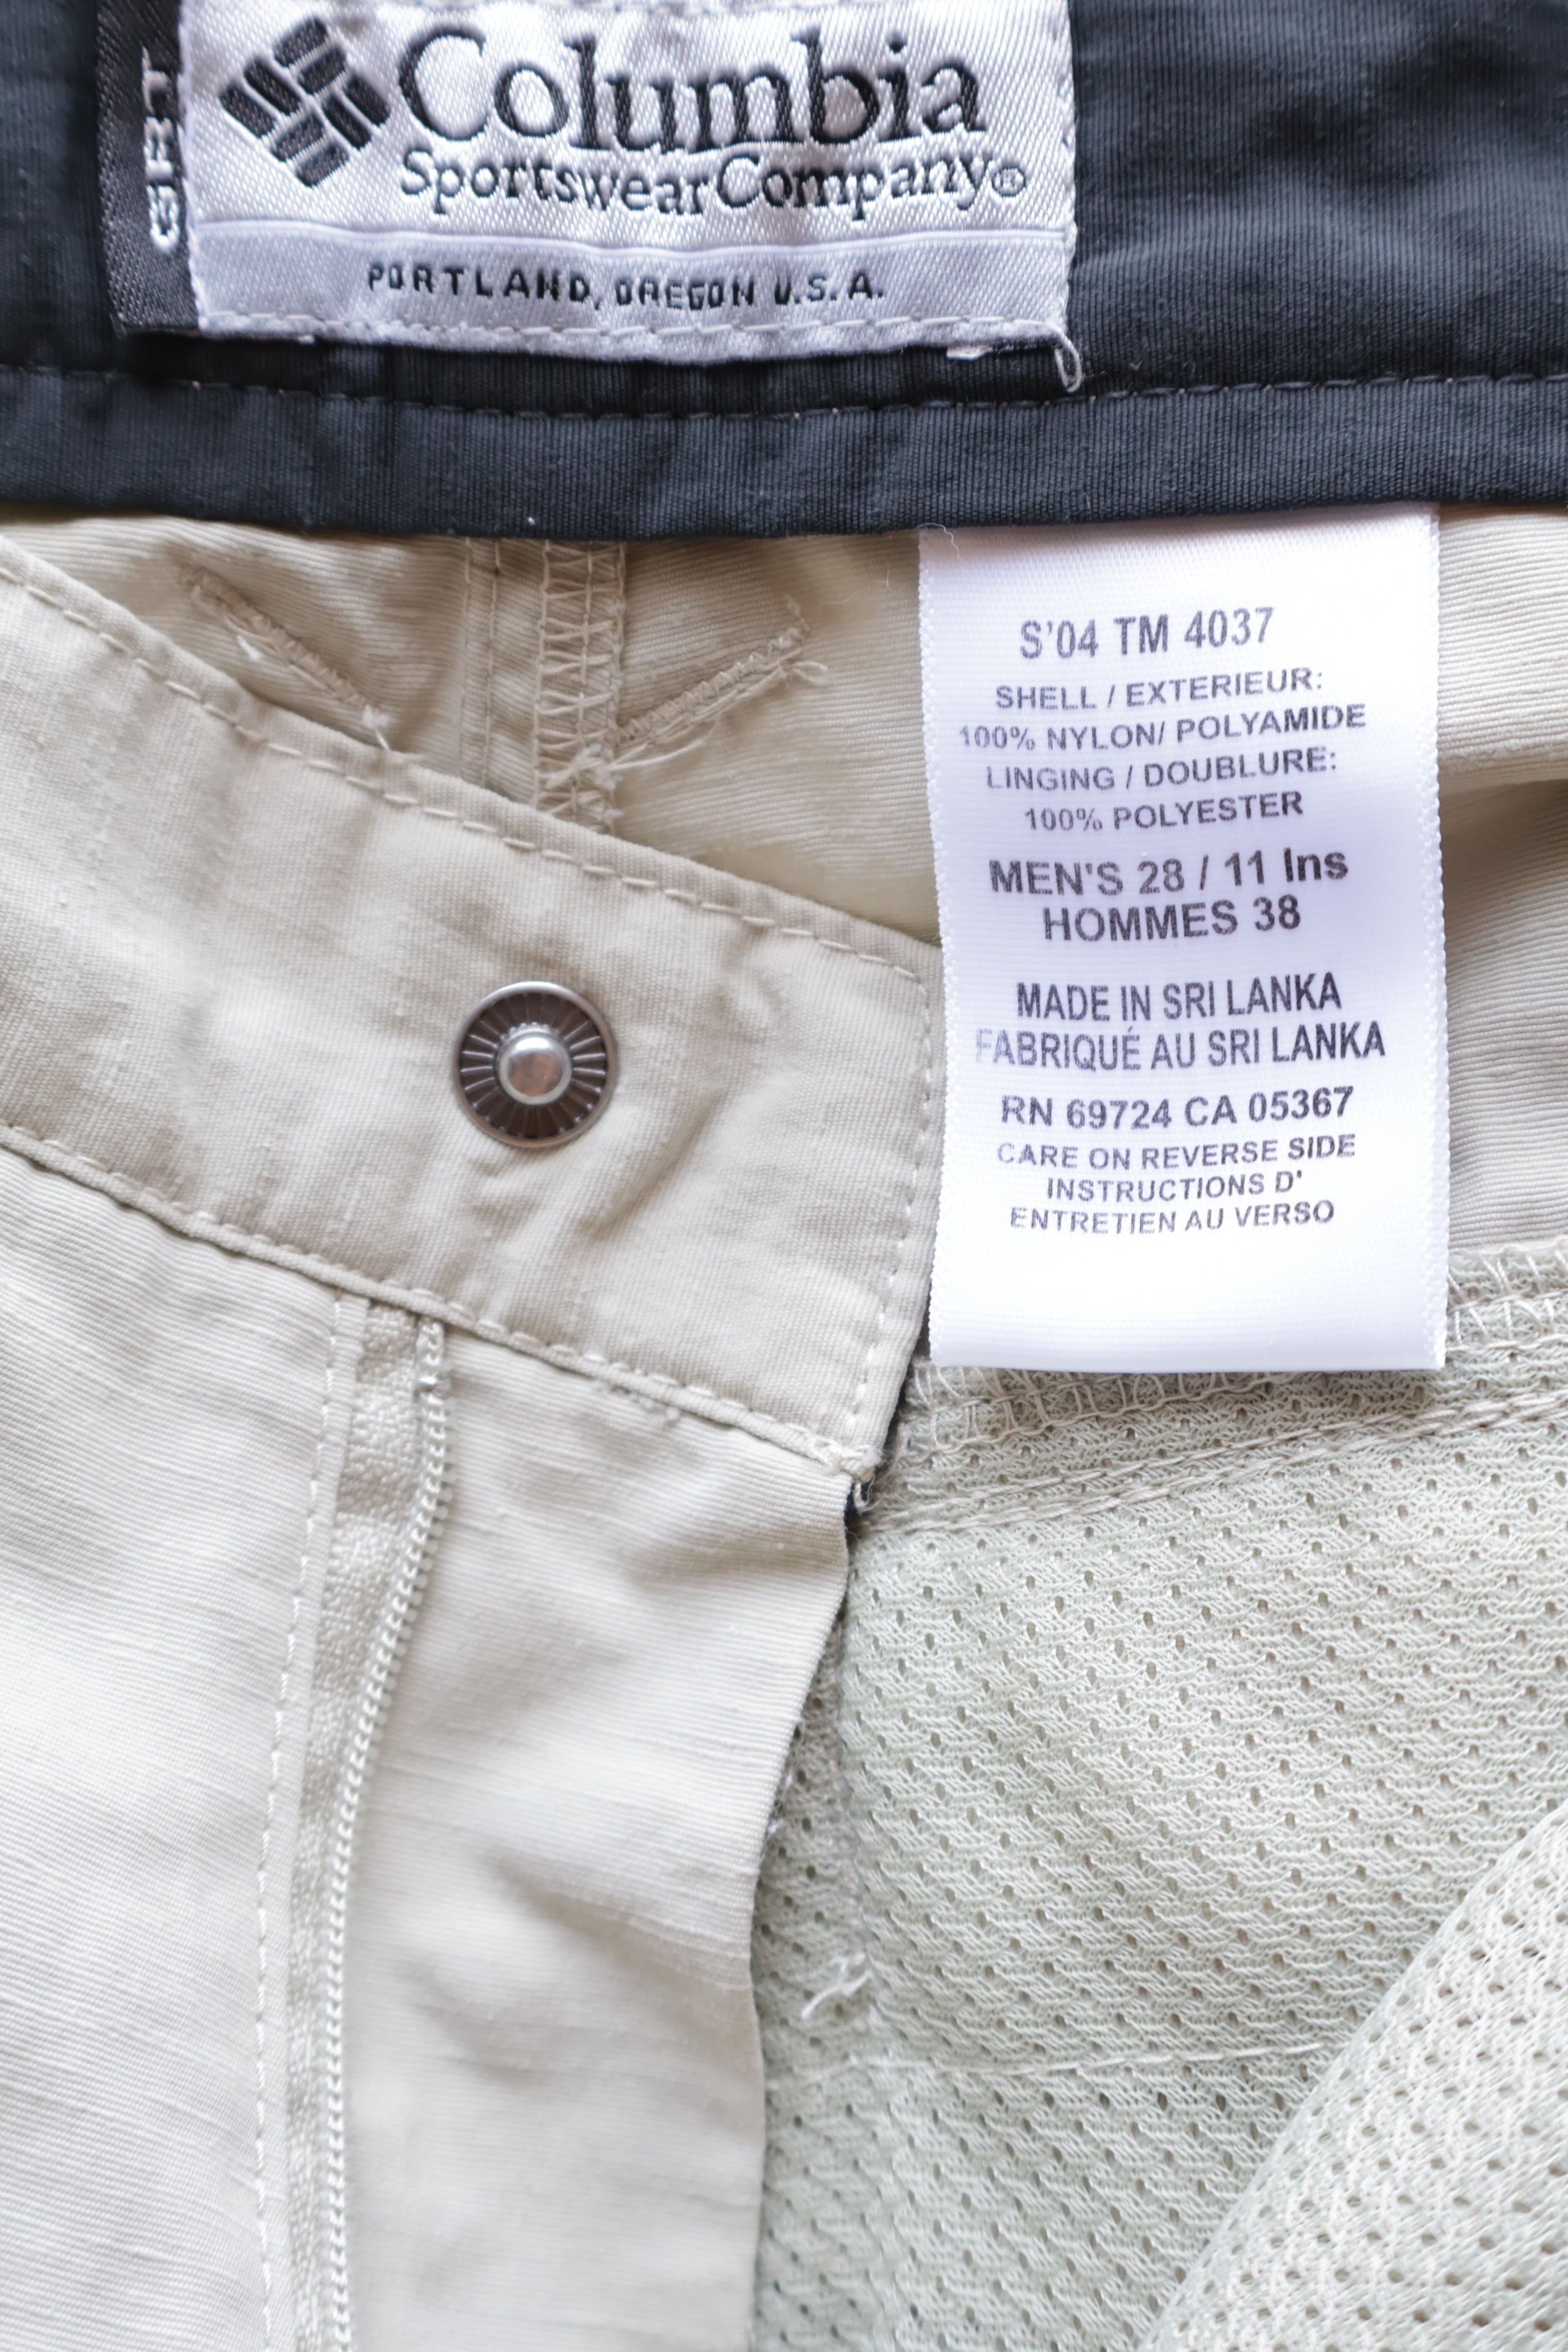 GRT
Columbia
Sportswear Company®
PORTLAND, OREGON U.S.A.
S'04 TM 4037
SHELL / EXTERIEUR:
100% NYLON/ POLYAMIDE
LINGING / DOUBLURE:
100% POLYESTER
MEN'S 28 / 11 Ins
HOMMES 38
MADE IN SRI LANKA
FABRIQUÉ AU SRI LANKA
RN 69724 CA 05367
CARE ON REVERSE SIDE
INSTRUCTIONS D'
ENTRETIEN AU VERSO